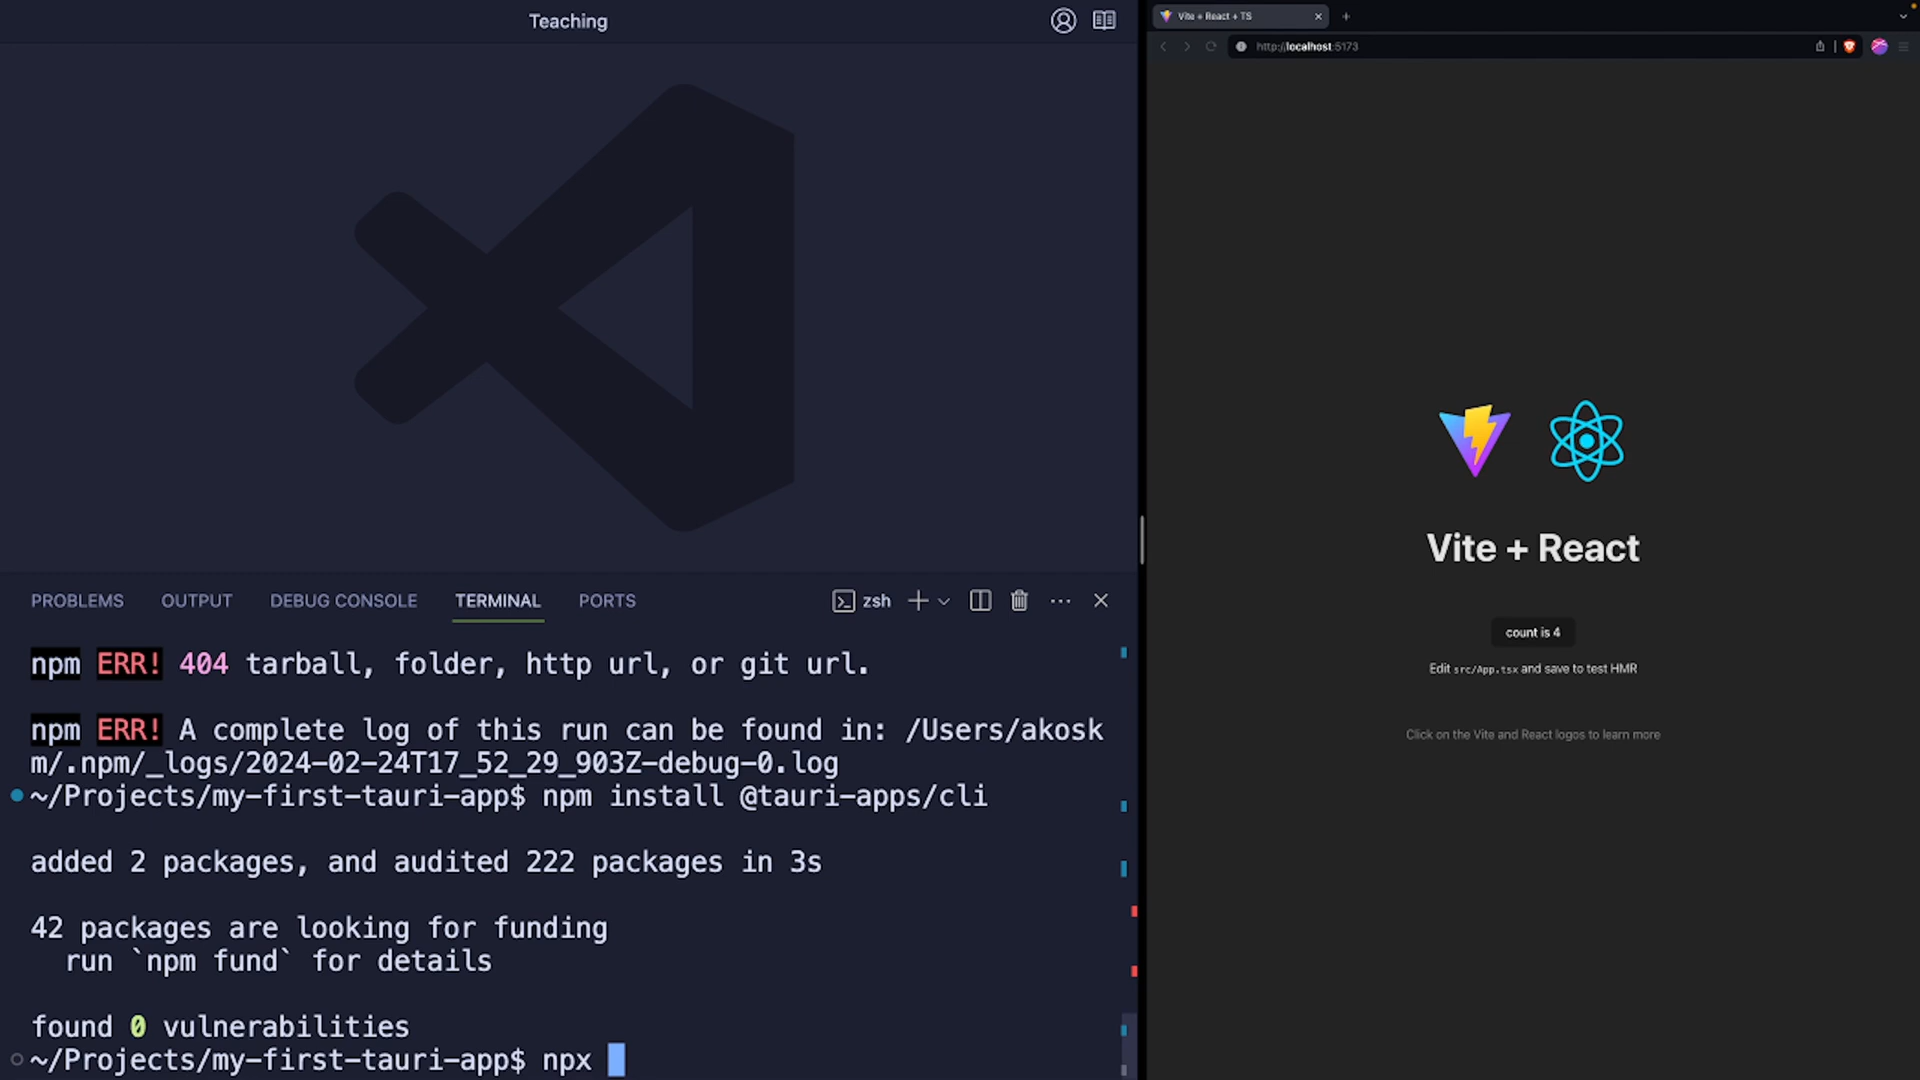 Teaching
PROBLEMS OUTPUT DEBUG CONSOLE TERMINAL PORTS zsh
npm ERR! 404 tarball, folder, http url, or git url.
npm ERR! A complete log of this run can be found in: /Users/akosk
m/.npm/_logs/2024-02-24T17_52_29_903Z-debug-0.log
~/Projects/my-first-tauri-app$ npm install @tauri-apps/cli
added 2 packages, and audited 222 packages in 3s
42 packages are looking for funding
run `npm fund` for details
found 0 vulnerabilities
~/Projects/my-first-tauri-app$ npx
Vite + React + TS
http://localhost:5173
Vite + React
count is 4
Edit src/App.tsx and save to test HMR
Click on the Vite and React logos to learn more